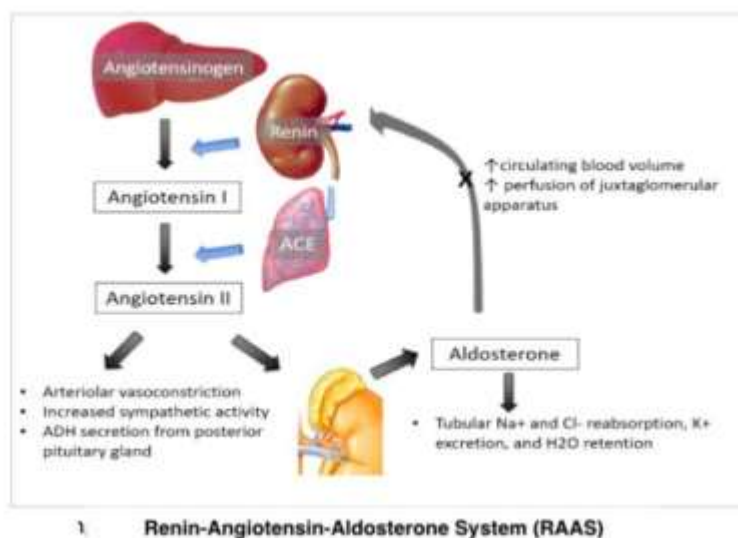 Angiotensinogen
Renin
↑circulating blood volume
↑ perfusion of juxtaglomerular
apparatus
Angiotensin I
ACE
Angiotensin II
Aldosterone
• Arteriolar vasoconstriction
• Increased sympathetic activity
• ADH secretion from posterior
pituitary gland
• Tubular Na+ and Cl- reabsorption, K+
excretion, and H2O retention
Renin-Angiotensin-Aldosterone System (RAAS)